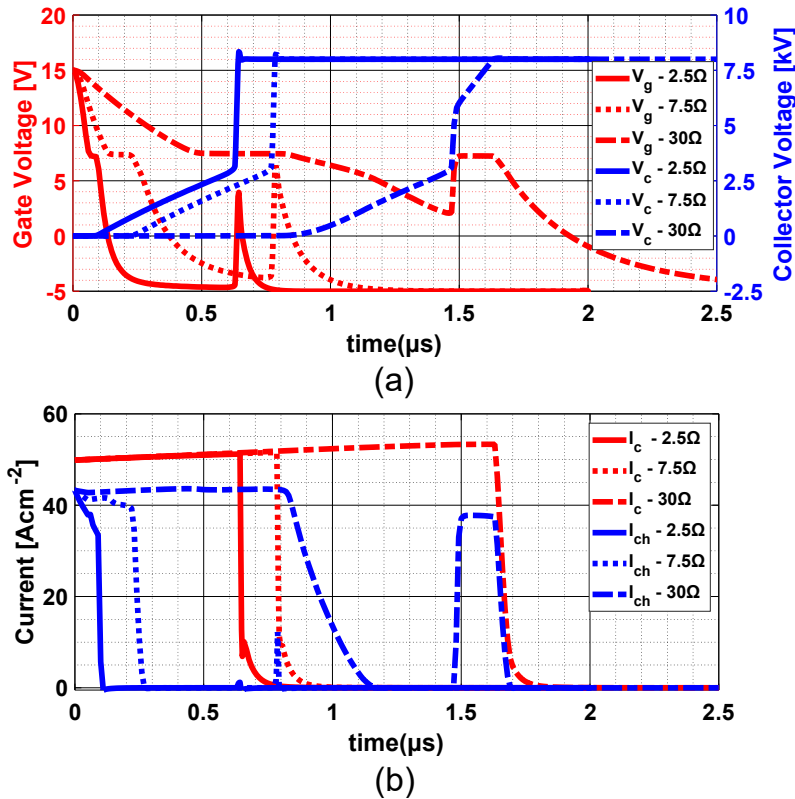 Gate Voltage [V]
20
15
10
5
0
-5
Collector Voltage [kV]
10
7.5
5
2.5
0
-2.5
V_g - 2.5Ω
V_g - 7.5Ω
V_g - 30Ω
V_c - 2.5Ω
V_c - 7.5Ω
V_c - 30Ω
0 0.5 1 1.5 2 2.5
time(μs)
(a)
Current [Acm⁻²]
60
40
20
0
I_c - 2.5Ω
I_c - 7.5Ω
I_c - 30Ω
I_ch - 2.5Ω
I_ch - 7.5Ω
I_ch - 30Ω
0 0.5 1 1.5 2 2.5
time(μs)
(b)